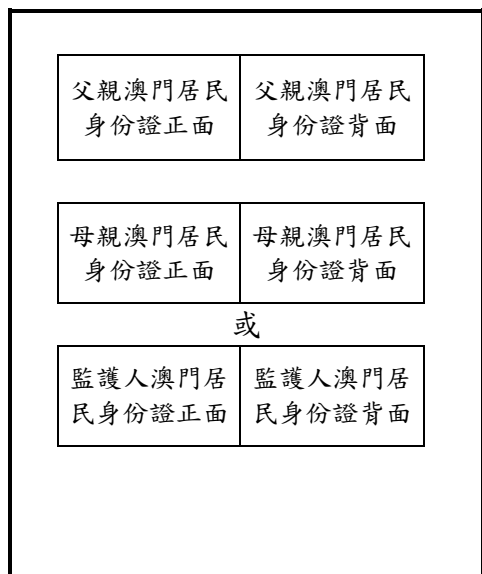 父親澳門居民
身份證正面
父親澳門居民
身份證背面
母親澳門居民
身份證正面
母親澳門居民
身份證背面
或
監護人澳門居
民身份證正面
監護人澳門居
民身份證背面